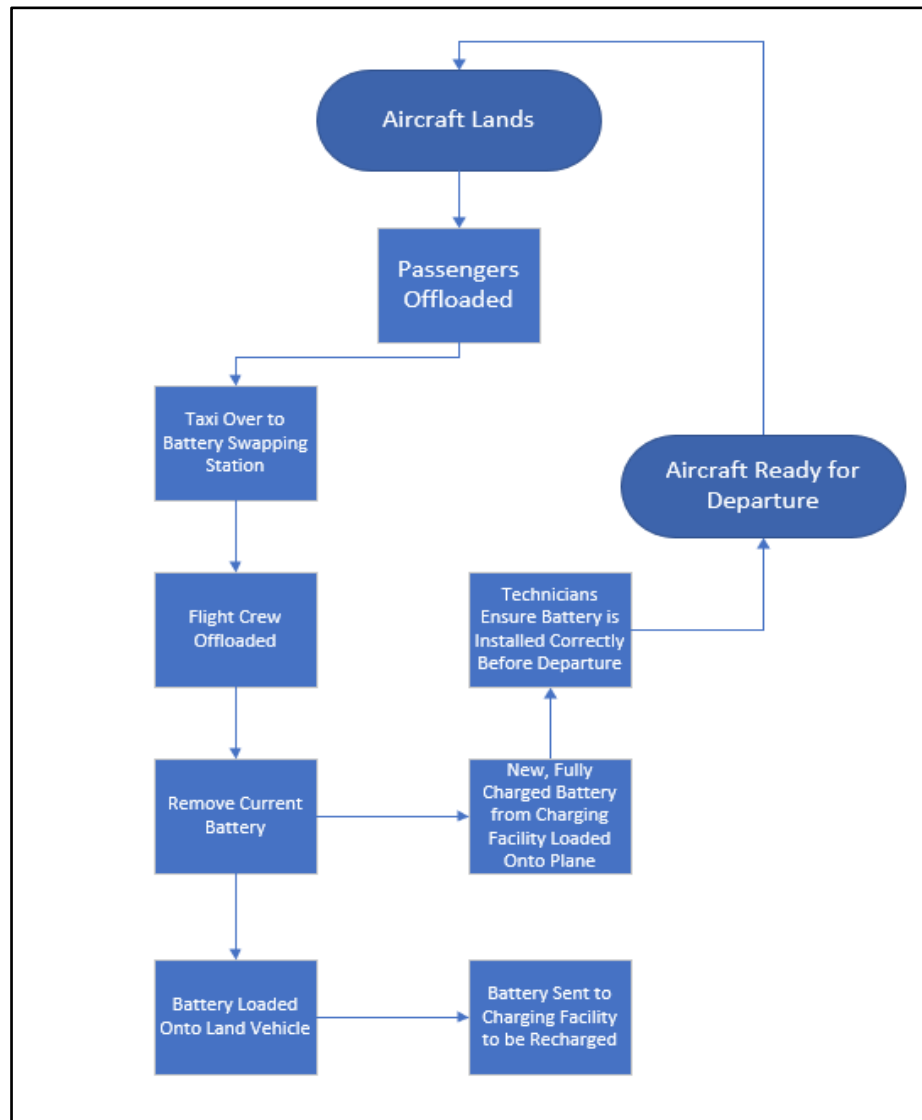 Aircraft Lands
Passengers
Offloaded
Taxi Over to
Battery Swapping
Station
Aircraft Ready for
Departure
Flight Crew
Offloaded
Technicians
Ensure Battery is
Installed Correctly
Before Departure
Remove Current
Battery
New, Fully
Charged Battery
from Charging
Facility Loaded
Onto Plane
Battery Loaded
Onto Land Vehicle
Battery Sent to
Charging Facility
to be Recharged